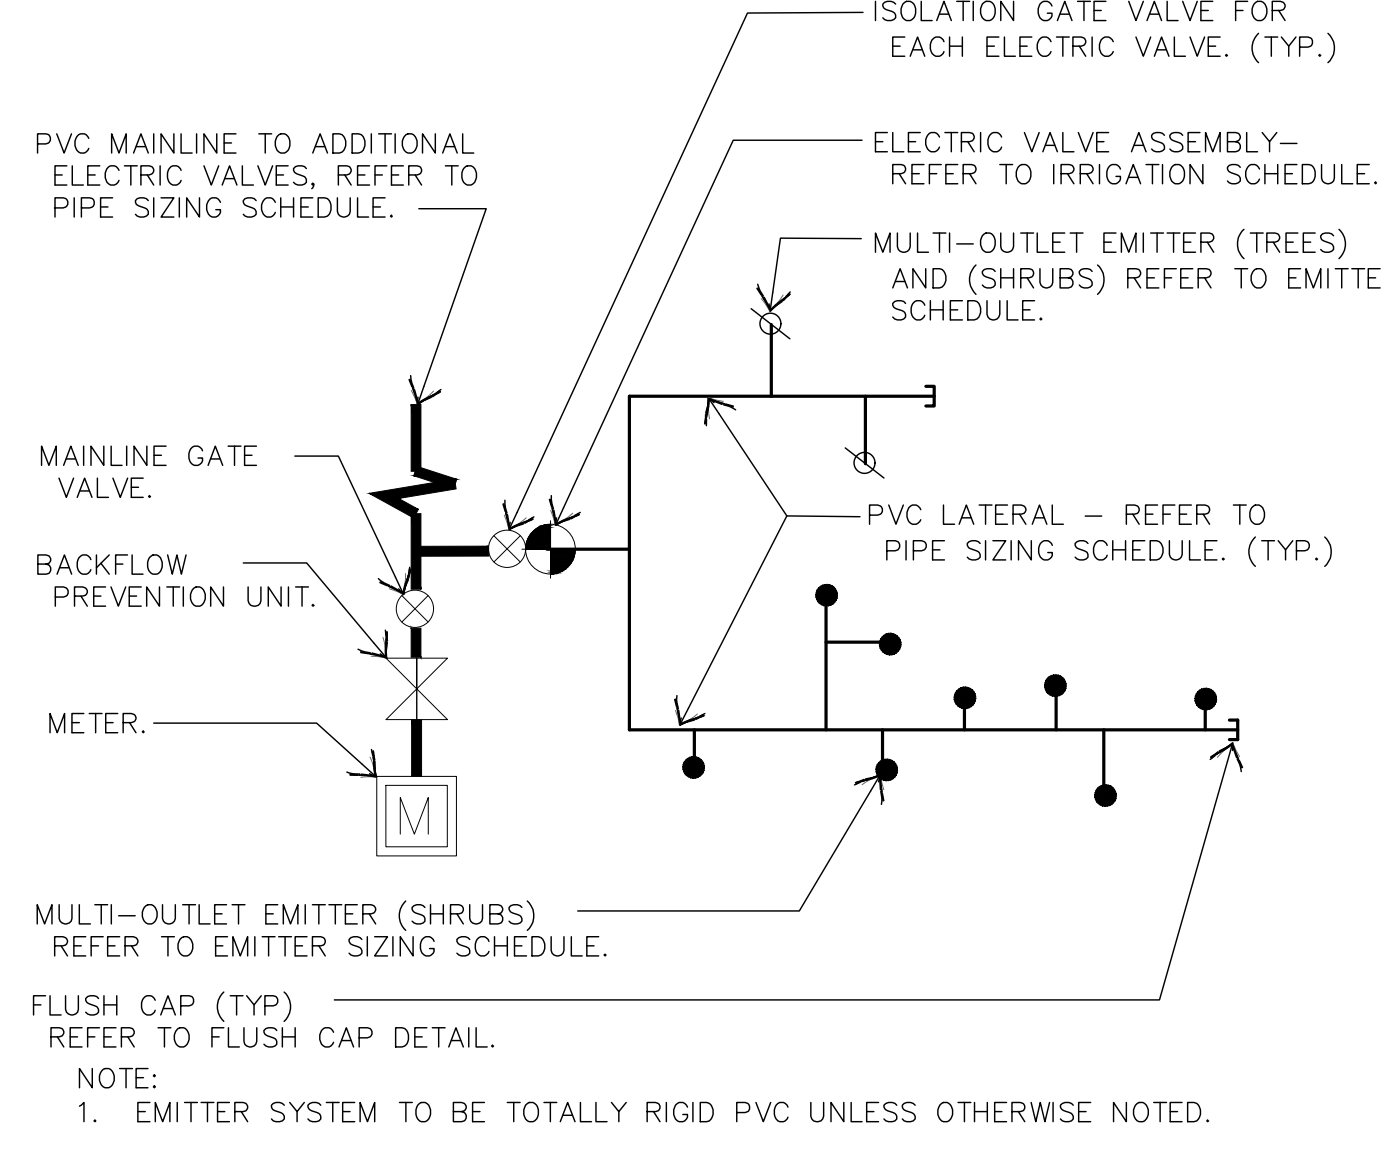 ISOLATION GATE VALVE FOR
EACH ELECTRIC VALVE. (TYP.)
PVC MAINLINE TO ADDITIONAL
ELECTRIC VALVES, REFER TO
PIPE SIZING SCHEDULE.
ELECTRIC VALVE ASSEMBLY-
REFER TO IRRIGATION SCHEDULE.
MULTI-OUTLET EMITTER (TREES)
AND (SHRUBS) REFER TO EMITTE
SCHEDULE.
MAINLINE GATE
VALVE.
PVC LATERAL - REFER TO
PIPE SIZING SCHEDULE. (TYP.)
BACKFLOW
PREVENTION UNIT.
METER.
M
MULTI-OUTLET EMITTER (SHRUBS)
REFER TO EMITTER SIZING SCHEDULE.
FLUSH CAP (TYP)
REFER TO FLUSH CAP DETAIL.
NOTE:
1. EMITTER SYSTEM TO BE TOTALLY RIGID PVC UNLESS OTHERWISE NOTED.